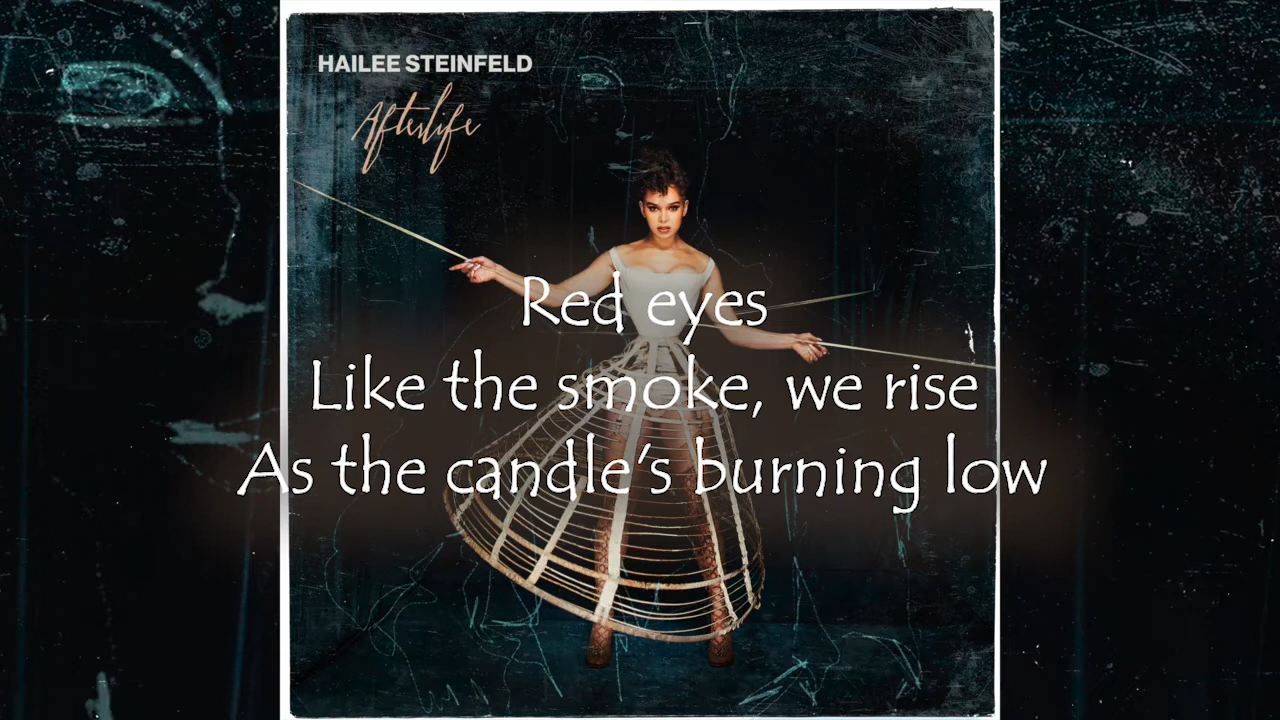 HAILEE STEINFELD
Afterlife
Red eyes
Like the smoke, we rise
As the candle's burning low